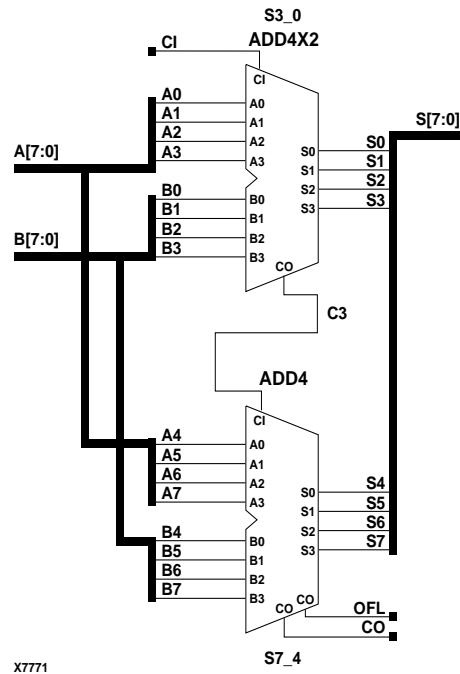 S3_0
CI ADD4X2
CI
A0 A0
A1 A1 S[7:0]
A2 A2 S0 S0
A[7:0] A3 A3 S1 S1
S2 S2
B0 B0 S3 S3
B1 B1
B[7:0] B2 B2
B3 B3 CO
C3
ADD4
CI
A4 A0
A5 A1
A6 A2 S0 S4
A7 A3 S1 S5
S2 S6
B4 B0 S3 S7
B5 B1
B6 B2
B7 B3 CO CO OFL
CO
S7_4
X7771